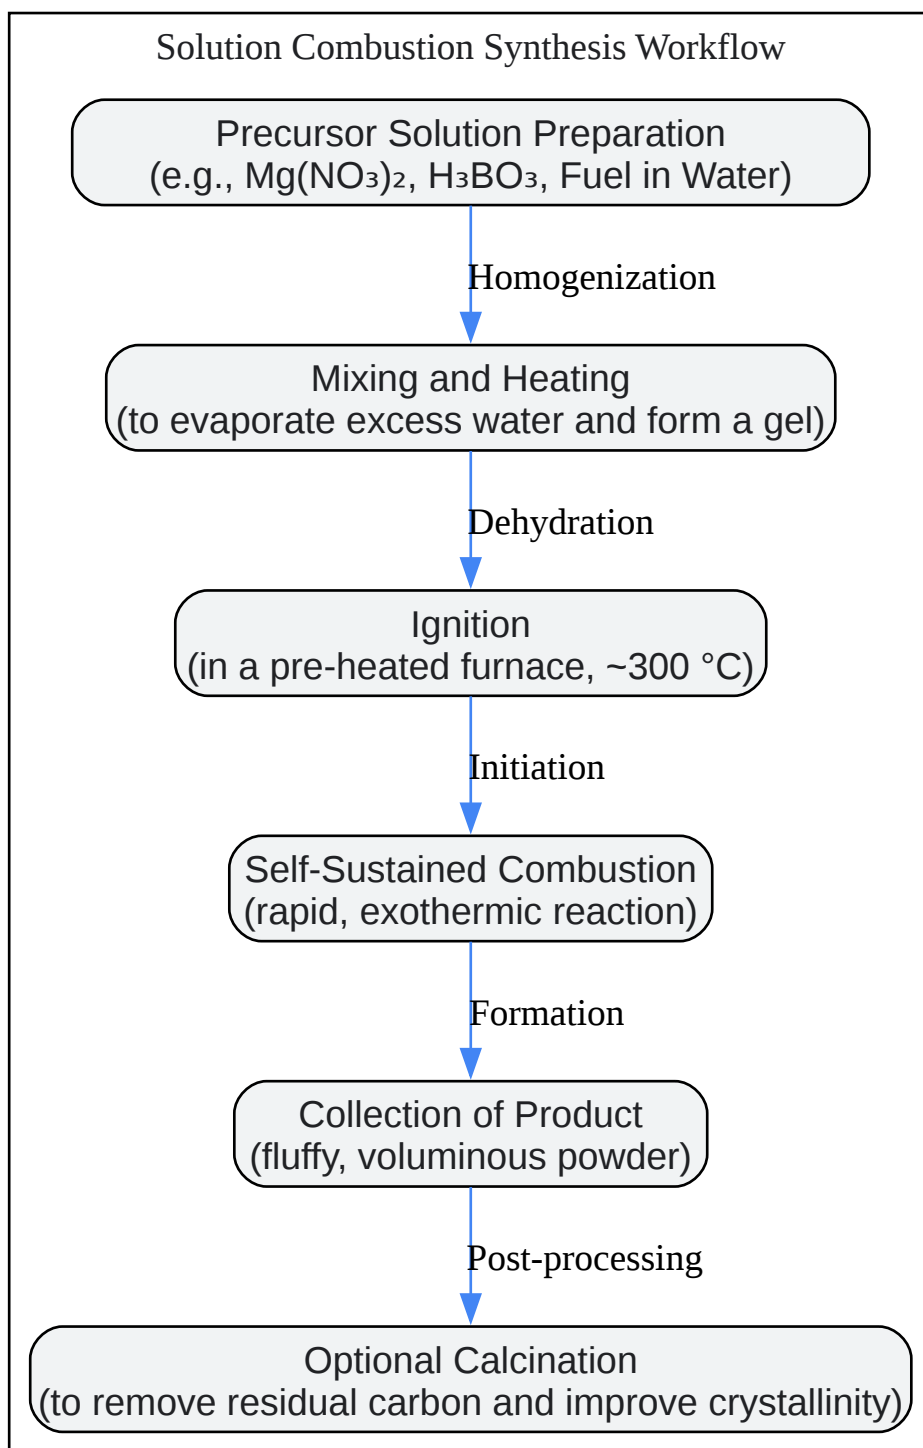 Solution Combustion Synthesis Workflow
Precursor Solution Preparation
(e.g., Mg(NO₃)₂, H₃BO₃, Fuel in Water)
Homogenization
Mixing and Heating
(to evaporate excess water and form a gel)
Dehydration
Ignition
(in a pre-heated furnace, ~300 °C)
Initiation
Self-Sustained Combustion
(rapid, exothermic reaction)
Formation
Collection of Product
(fluffy, voluminous powder)
Post-processing
Optional Calcination
(to remove residual carbon and improve crystallinity)